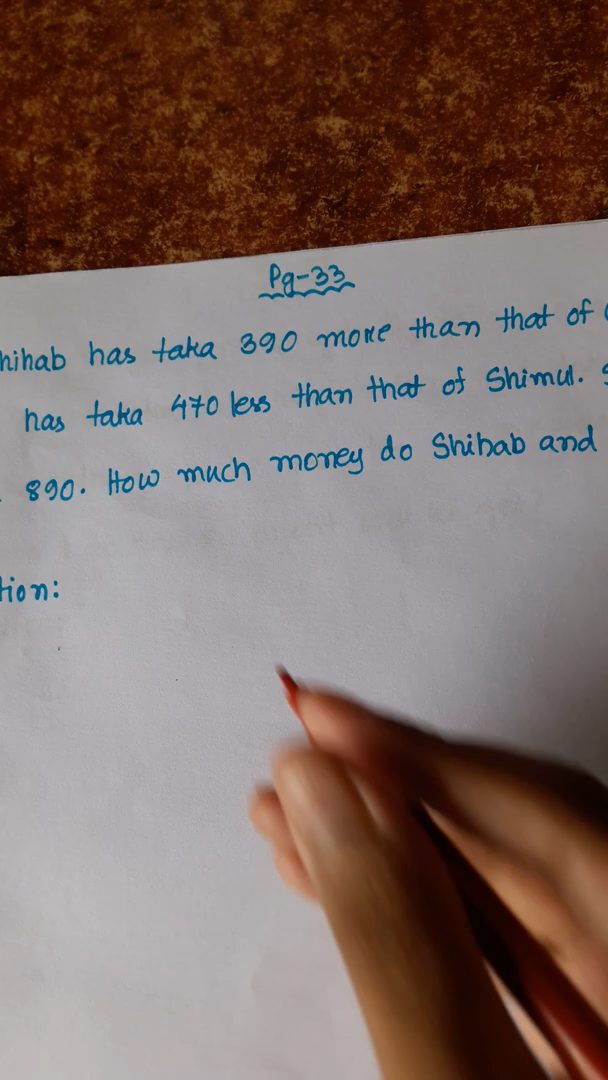 Pg-33
hihab has taka 390 more than that of
has taka 470 less than that of Shimul.
890. How much money do Shihab and
tion: